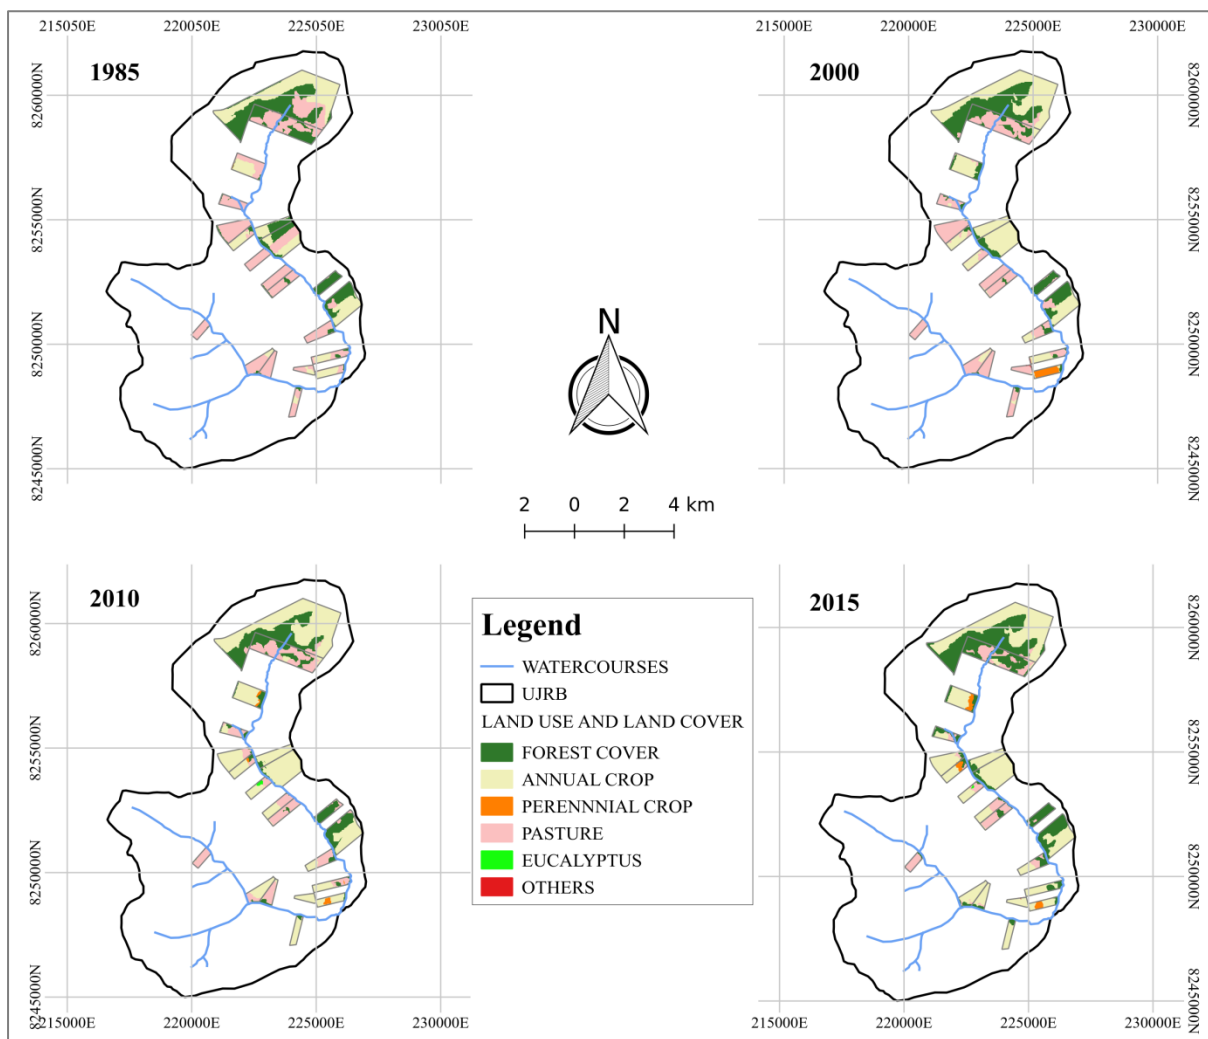 215050E 220050E 225050E 230050E
215000E 220000E 225000E 230000E
1985
2000
8260000N
8260000N
8255000N
8255000N
N
8250000N
8250000N
8245000N
8245000N
2 0 2 4 km
2010
2015
8260000N
8260000N
Legend
WATERCOURSES
UJRB
LAND USE AND LAND COVER
FOREST COVER
ANNUAL CROP
PERENNNIAL CROP
PASTURE
EUCALYPTUS
OTHERS
8255000N
8255000N
8250000N
8250000N
8245000N
8245000N
215000E 220000E 225000E 230000E
215000E 220000E 225000E 230000E